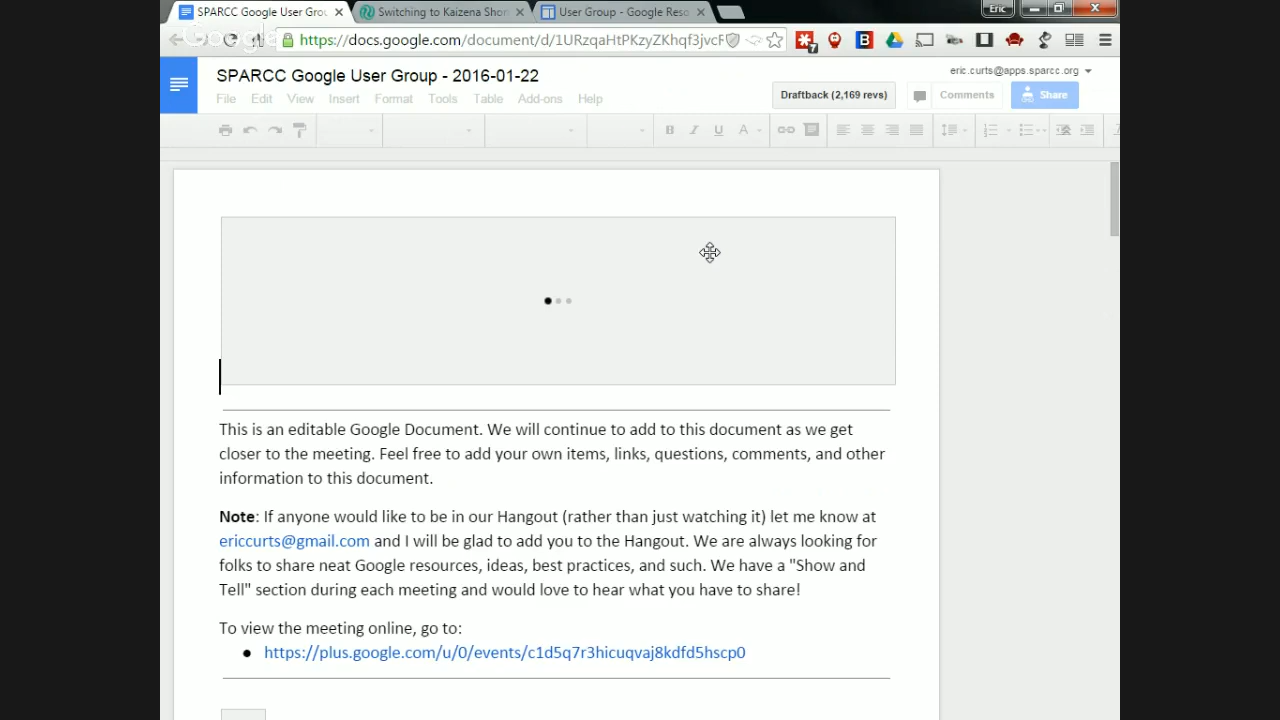 SPARCC Google User Grou
Switching to Kaizena Shor
User Group - Google Reso
Eric
https://docs.google.com/document/d/1URzqaHtPKzyZKhqf3jvcF
7
B
SPARCC Google User Group - 2016-01-22
eric.curts@apps.sparcc.org
File Edit View Insert Format Tools Table Add-ons Help
Draftback (2,169 revs)
Comments
Share
B I U A
This is an editable Google Document. We will continue to add to this document as we get
closer to the meeting. Feel free to add your own items, links, questions, comments, and other
information to this document.
Note: If anyone would like to be in our Hangout (rather than just watching it) let me know at
ericcurts@gmail.com and I will be glad to add you to the Hangout. We are always looking for
folks to share neat Google resources, ideas, best practices, and such. We have a "Show and
Tell" section during each meeting and would love to hear what you have to share!
To view the meeting online, go to:
● https://plus.google.com/u/0/events/c1d5q7r3hicuqvaj8kdfd5hscp0